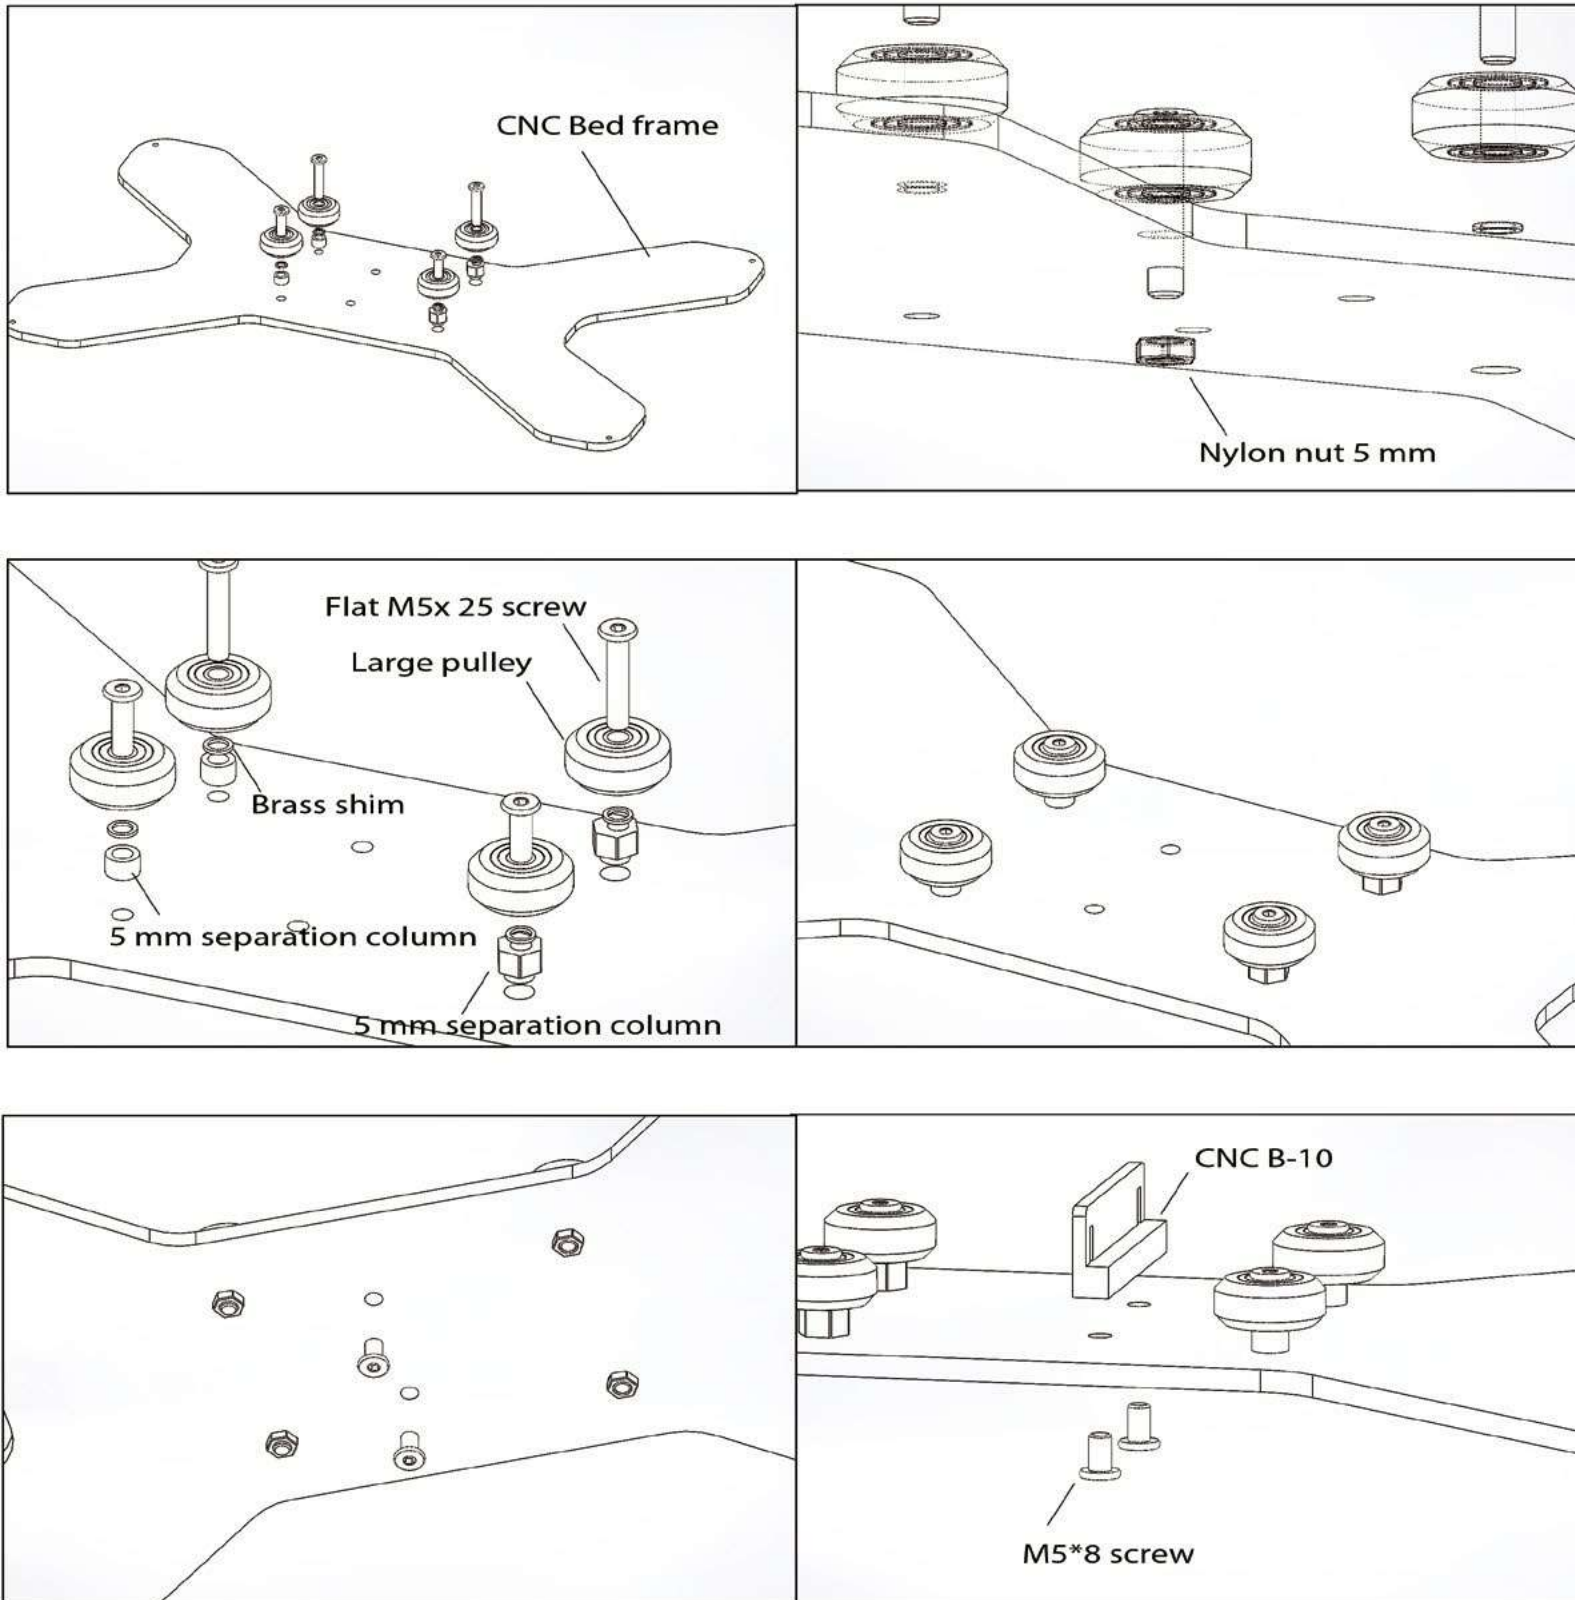 CNC Bed frame
Nylon nut 5 mm
Flat M5x 25 screw
Large pulley
Brass shim
5 mm separation column
5 mm separation column
CNC B-10
M5*8 screw